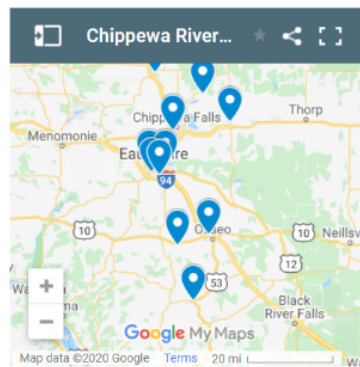 Chippewa River...
Chippewa Falls
Thorp
Menomonie
Eau Claire
94
10
Osseo
10
Neillsv
12
53
Black
River Falls
+
−
Google My Maps
Map data ©2020 Google Terms 20 mi